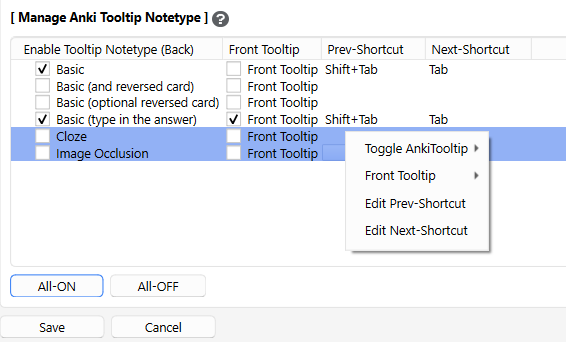 [ Manage Anki Tooltip Notetype ] ?
Enable Tooltip Notetype (Back) Front Tooltip Prev-Shortcut Next-Shortcut
Basic Front Tooltip Shift+Tab Tab
Basic (and reversed card) Front Tooltip
Basic (optional reversed card) Front Tooltip
Basic (type in the answer) Front Tooltip Shift+Tab Tab
Cloze Front Tooltip
Image Occlusion Front Tooltip
Toggle AnkiTooltip
Front Tooltip
Edit Prev-Shortcut
Edit Next-Shortcut
All-ON All-OFF
Save Cancel